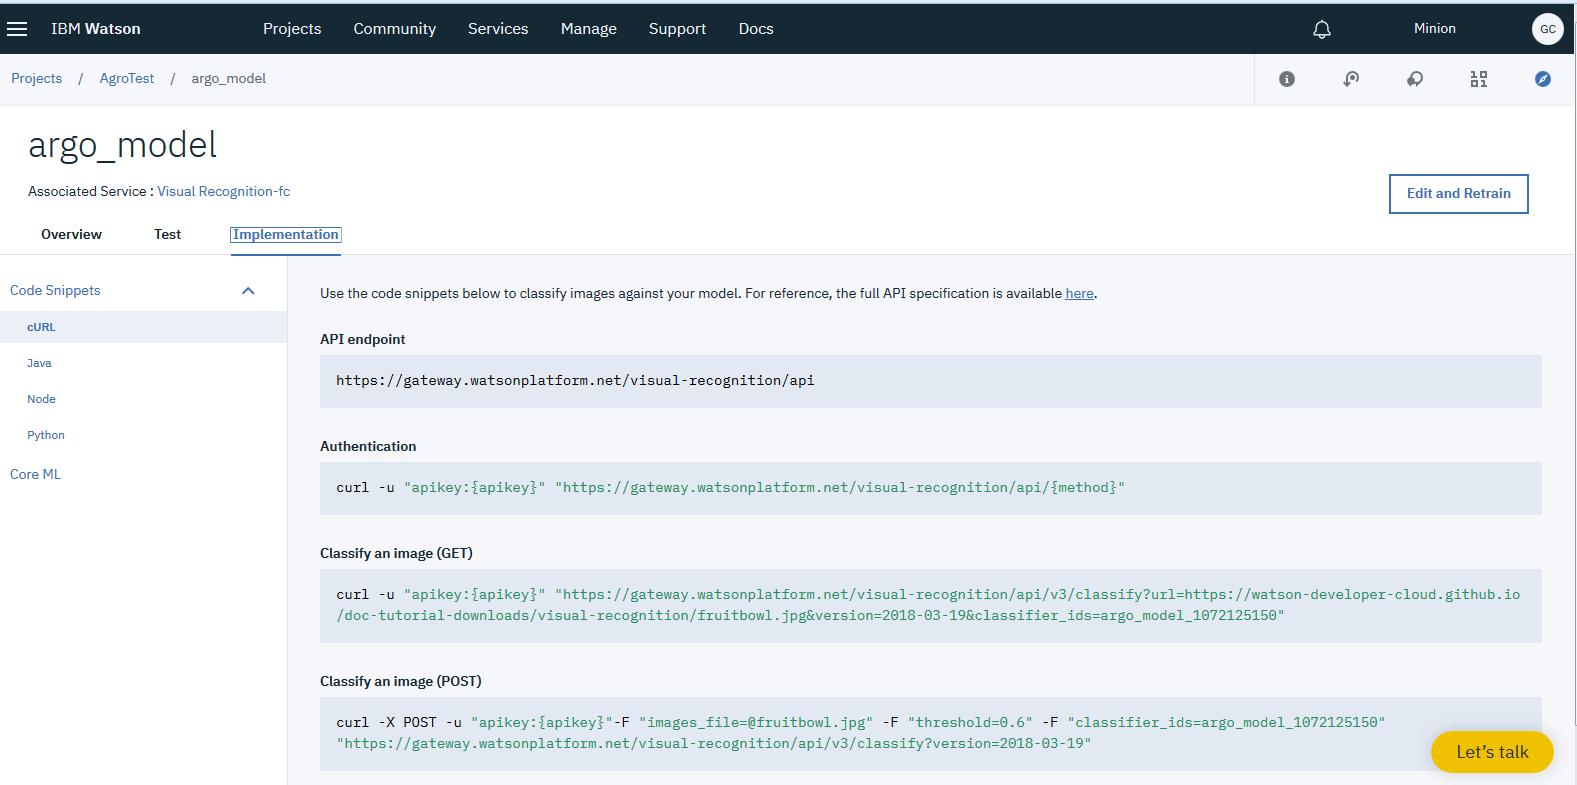 IBM Watson Projects Community Services Manage Support Docs Minion GC
Projects / AgroTest / argo_model
argo_model
Associated Service : Visual Recognition-fc
Edit and Retrain
Overview Test Implementation
Code Snippets
cURL
Java
Node
Python
Core ML
Use the code snippets below to classify images against your model. For reference, the full API specification is available here.
API endpoint
https://gateway.watsonplatform.net/visual-recognition/api
Authentication
curl -u "apikey:{apikey}" "https://gateway.watsonplatform.net/visual-recognition/api/{method}"
Classify an image (GET)
curl -u "apikey:{apikey}" "https://gateway.watsonplatform.net/visual-recognition/api/v3/classify?url=https://watson-developer-cloud.github.io
/doc-tutorial-downloads/visual-recognition/fruitbowl.jpg&version=2018-03-19&classifier_ids=argo_model_1072125150"
Classify an image (POST)
curl -X POST -u "apikey:{apikey}"-F "images_file=@fruitbowl.jpg" -F "threshold=0.6" -F "classifier_ids=argo_model_1072125150"
"https://gateway.watsonplatform.net/visual-recognition/api/v3/classify?version=2018-03-19"
Let's talk